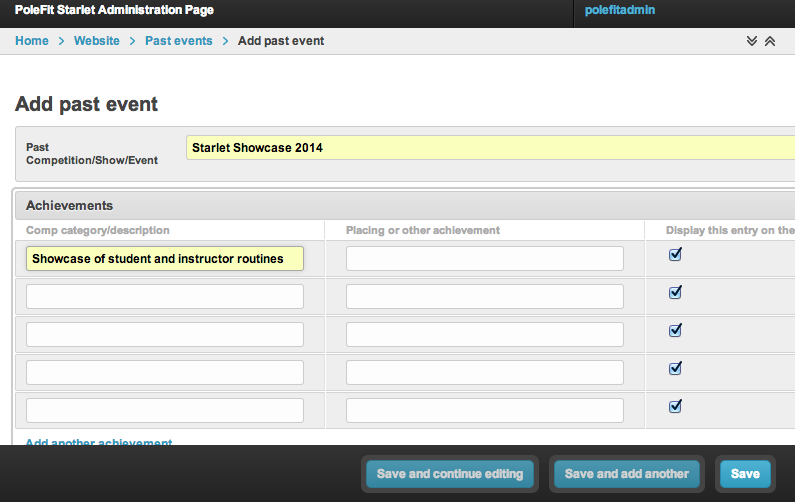 PoleFit Starlet Administration Page
polefitadmin
Home > Website > Past events > Add past event
Add past event
Past
Competition/Show/Event
Starlet Showcase 2014
Achievements
Comp category/description
Placing or other achievement
Display this entry on the
Showcase of student and instructor routines
Add another achievement
Save and continue editing
Save and add another
Save